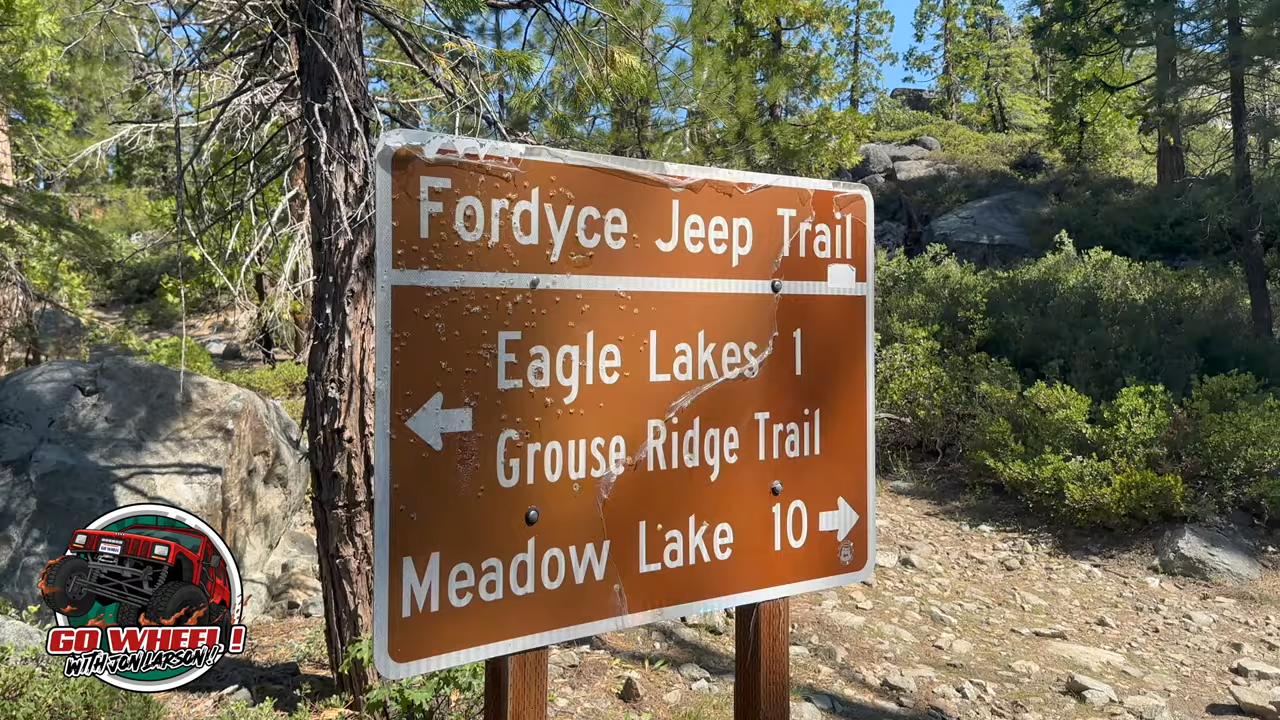 Fordyce Jeep Trail
Eagle Lakes 1
Grouse Ridge Trail
Meadow Lake 10
GO WHEEL!
WITH JON LARSON!